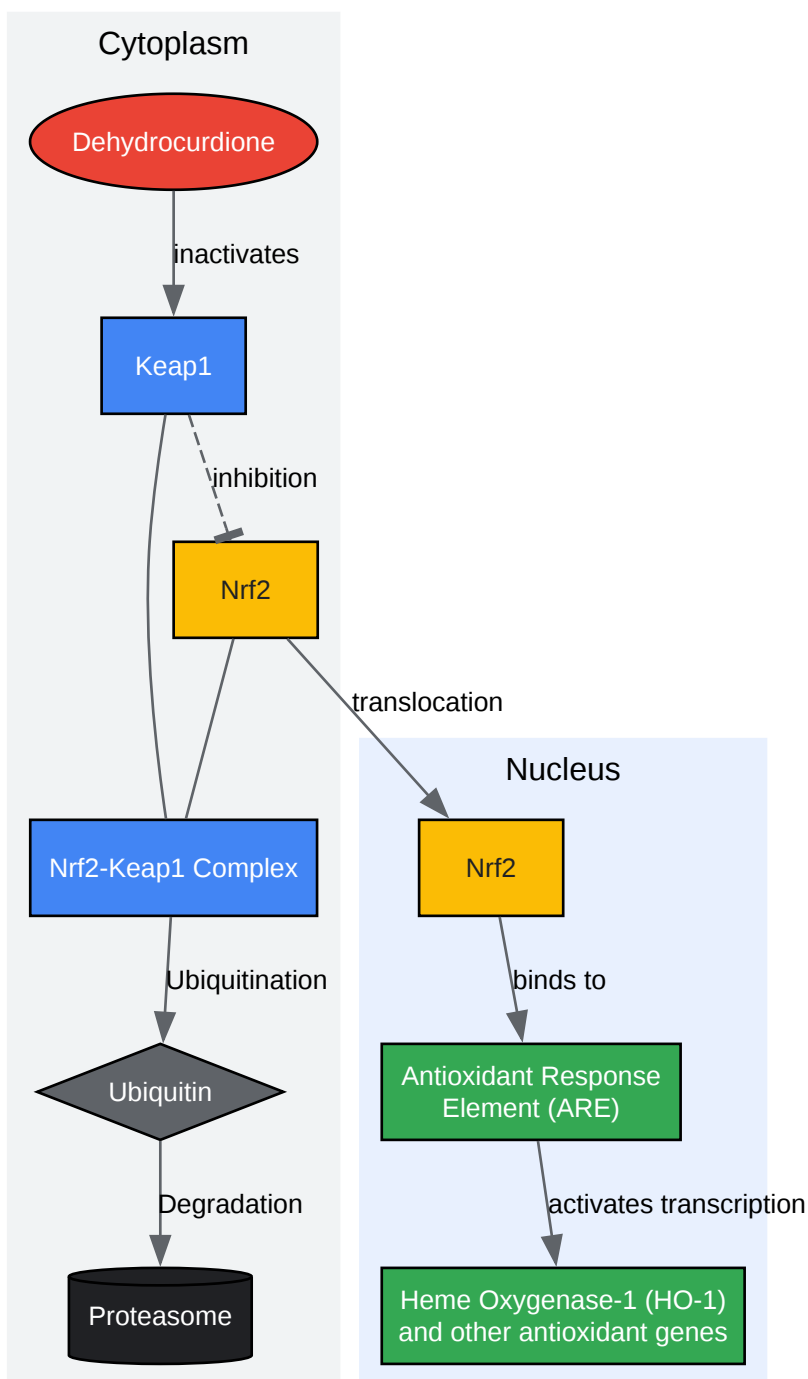 Cytoplasm
Dehydrocurdione
inactivates
Keap1
inhibition
Nrf2
translocation
Nucleus
Nrf2-Keap1 Complex
Nrf2
Ubiquitination
binds to
Ubiquitin
Antioxidant Response
Element (ARE)
Degradation
activates transcription
Proteasome
Heme Oxygenase-1 (HO-1)
and other antioxidant genes